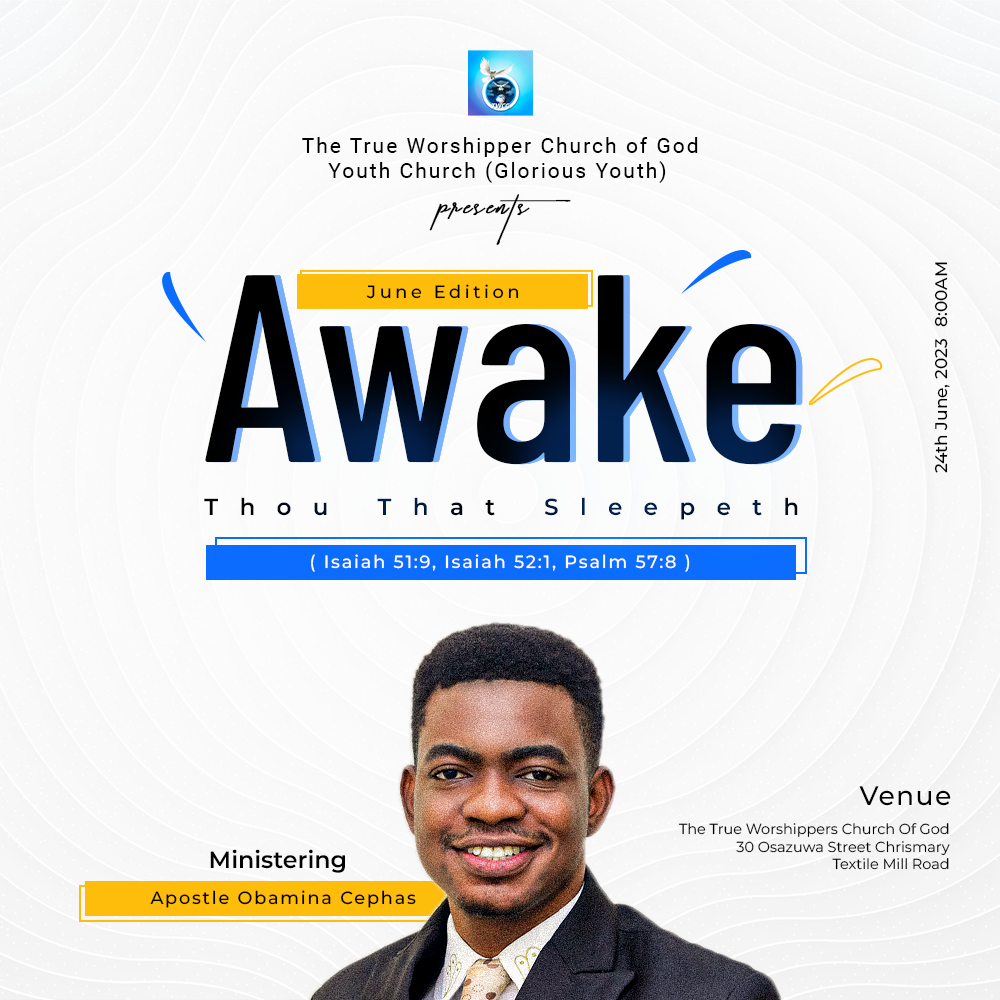 The True Worshipper Church of God
Youth Church (Glorious Youth)
presents
June Edition
Awake
Thou That Sleepeth
( Isaiah 51:9, Isaiah 52:1, Psalm 57:8 )
24th June, 2023 8:00AM
Ministering
Apostle Obamina Cephas
Venue
The True Worshippers Church Of God
30 Osazuwa Street Chrismary
Textile Mill Road